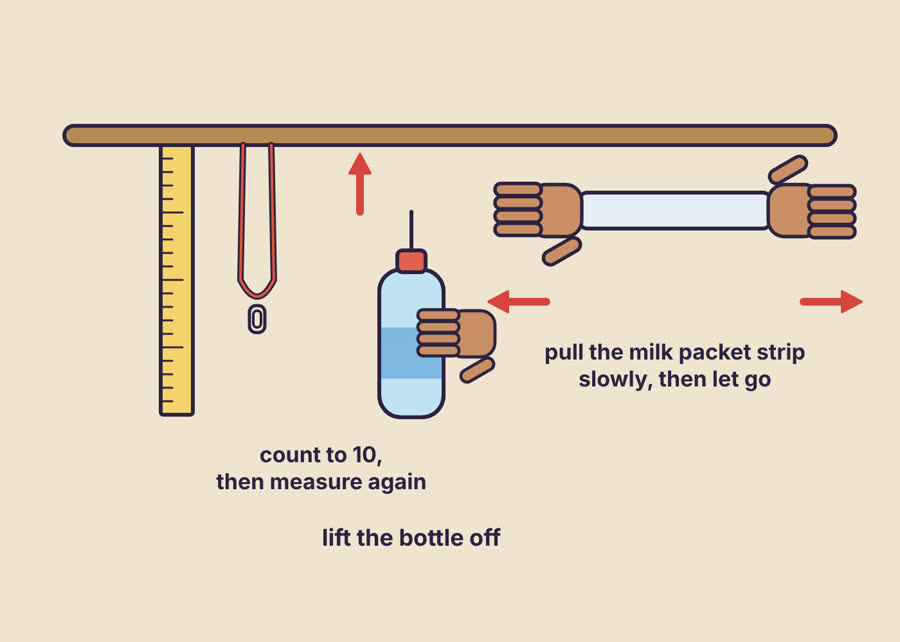 pull the milk packet strip
slowly, then let go
count to 10,
then measure again
lift the bottle off